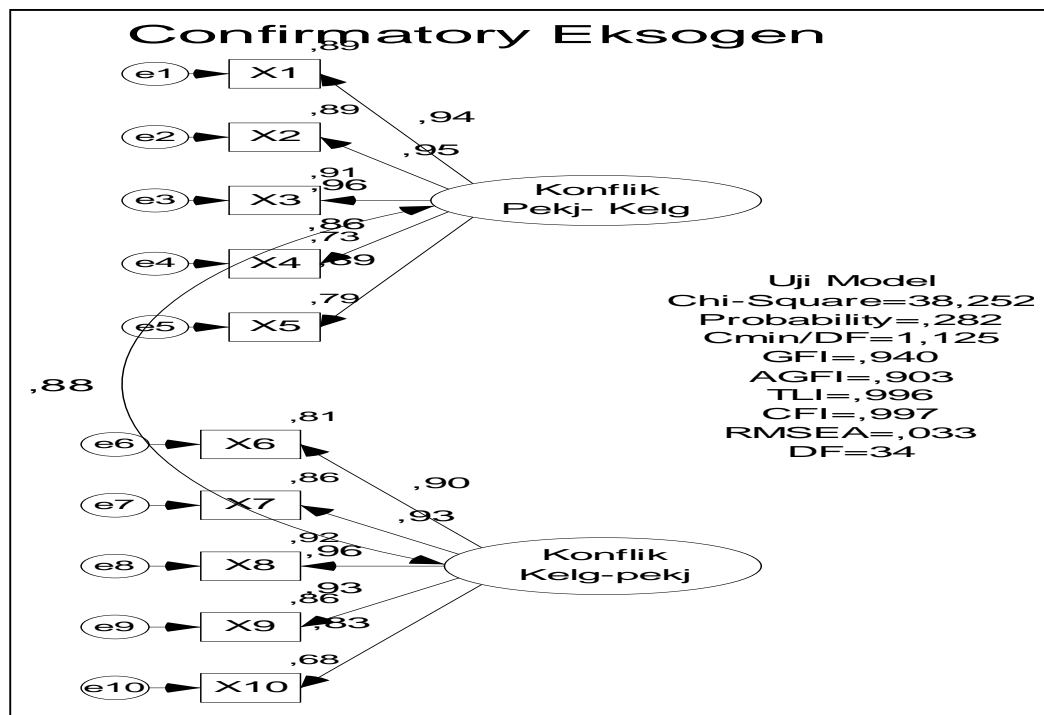 Confirmatory Eksogen
,89
e1
X1
,94
,89
e2
X2
,95
,91
,96
e3
X3
Konflik
Pekj- Kelg
,86
,73
e4
X4
,89
,79
e5
X5
Uji Model
Chi-Square=38,252
Probability=,282
Cmin/DF=1,125
GFI=,940
AGFI=,903
TLI=,996
CFI=,997
RMSEA=,033
DF=34
,88
,81
e6
X6
,90
,86
e7
X7
,93
,92
,96
e8
X8
Konflik
Kelg-pekj
,93
,86
e9
X9
,83
,68
e10
X10